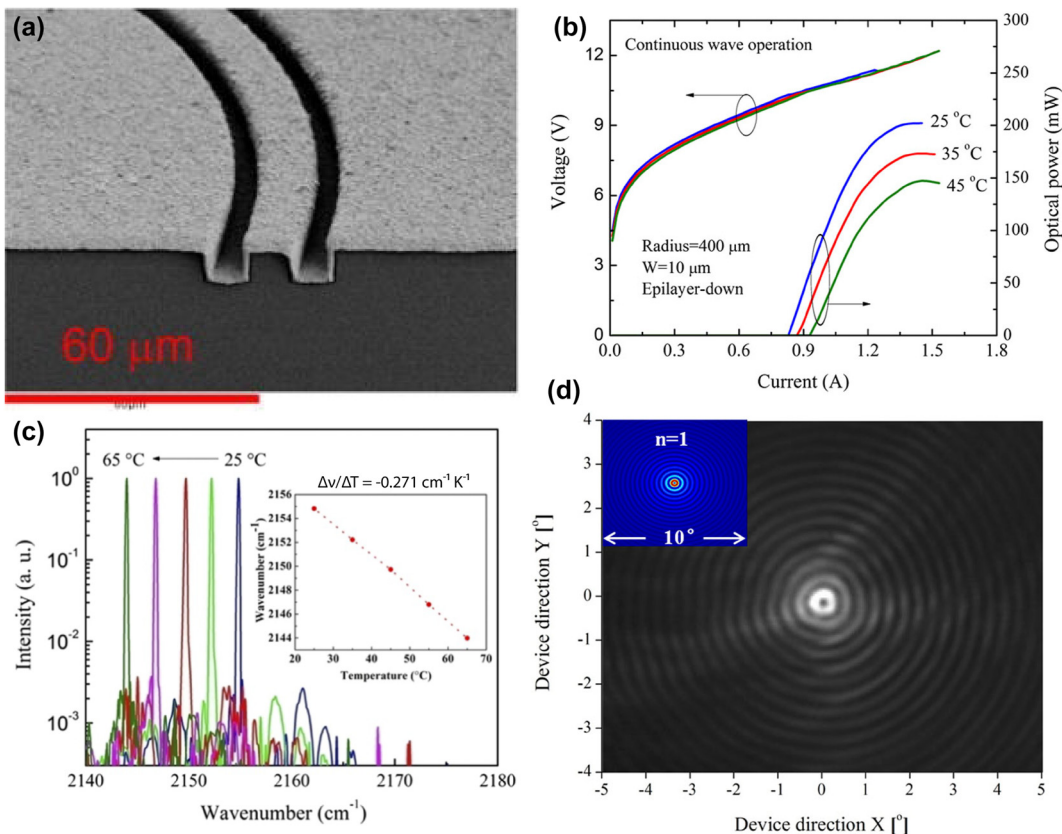 (a)
60 μm
60μm
(b)
Continuous wave operation
Radius=400 μm
W=10 μm
Epilayer-down
25 °C
35 °C
45 °C
Voltage (V)
12
9
6
3
0
0.0 0.3 0.6 0.9 1.2 1.5 1.8
Current (A)
300
250
200
150
100
50
0
Optical power (mW)
(c)
65 °C 25 °C
Δν/ΔT = -0.271 cm⁻¹ K⁻¹
Wavenumber (cm⁻¹)
2156
2154
2152
2150
2148
2146
2144
20 30 40 50 60 70
Temperature (°C)
Intensity (a. u.)
10⁰
10⁻¹
10⁻²
10⁻³
2140 2150 2160 2170 2180
Wavenumber (cm⁻¹)
(d)
n=1
10°
Device direction Y [°]
4
3
2
1
0
-1
-2
-3
-4
-5 -4 -3 -2 -1 0 1 2 3 4 5
Device direction X [°]